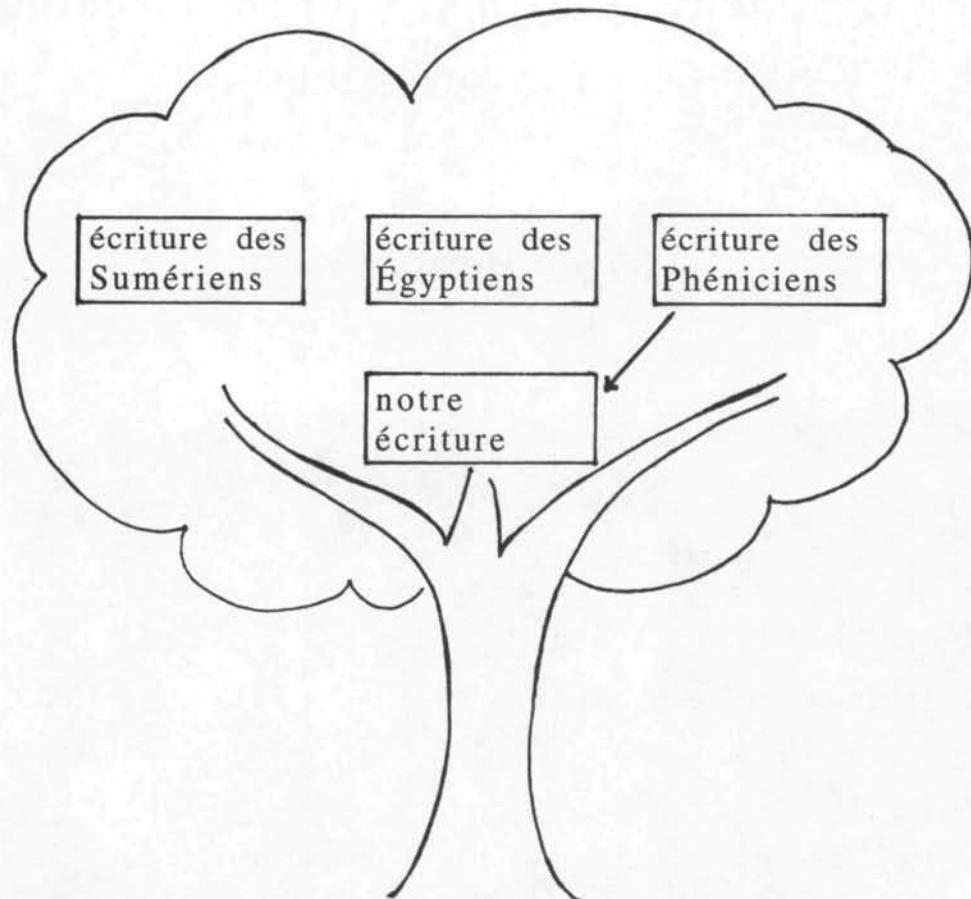 écriture des
Sumériens
écriture des
Égyptiens
écriture des
Phéniciens
notre
écriture